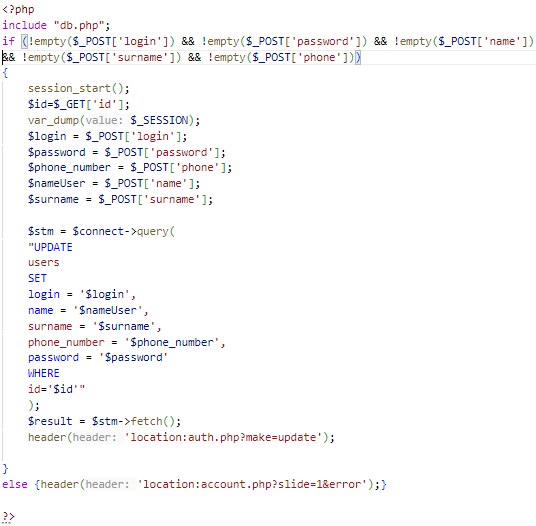 <?php
include "db.php";
if (!empty($_POST['login']) && !empty($_POST['password']) && !empty($_POST['name'])
&& !empty($_POST['surname']) && !empty($_POST['phone']))
{
    session_start();
    $id=$_GET['id'];
    var_dump(value: $_SESSION);
    $login = $_POST['login'];
    $password = $_POST['password'];
    $phone_number = $_POST['phone'];
    $nameUser = $_POST['name'];
    $surname = $_POST['surname'];

    $stm = $connect->query(
    "UPDATE
    users
    SET
    login = '$login',
    name = '$nameUser',
    surname = '$surname',
    phone_number = '$phone_number',
    password = '$password'
    WHERE
    id='$id'"
    );
    $result = $stm->fetch();
    header(header: 'location:auth.php?make=update');

}
else {header(header: 'location:account.php?slide=1&error');}

?>